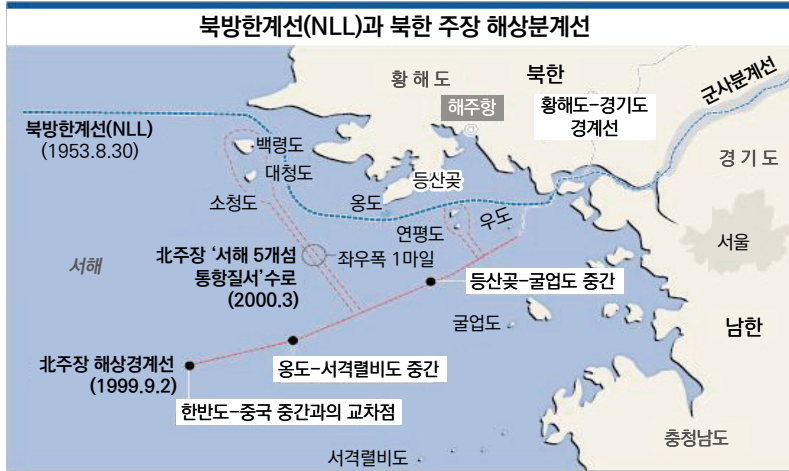 북방한계선(NLL)과 북한 주장 해상분계선
황해도
북한
군사분계선
해주항
황해도-경기도
경계선
북방한계선(NLL)
(1953.8.30)
백령도
대청도
소청도
등산곶
옹도
연평도
우도
경기도
서울
서해
北주장 ‘서해 5개섬
통항질서’수로
(2000.3)
좌우폭 1마일
등산곶-굴업도 중간
굴업도
남한
北주장 해상경계선
(1999.9.2)
옹도-서격렬비도 중간
한반도-중국 중간과의 교차점
서격렬비도
충청남도